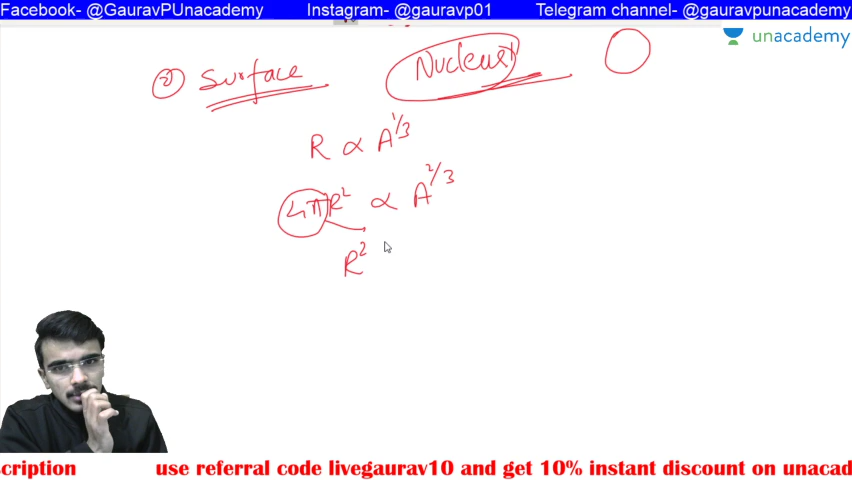 Facebook- @GauravPUnacademy Instagram- @gauravp01 Telegram channel- @gauravpunacademy
unacademy
② Surface Nucleus
R ∝ A^1/3
4πR² ∝ A^2/3
R²
scription use referral code livegaurav10 and get 10% instant discount on unacad